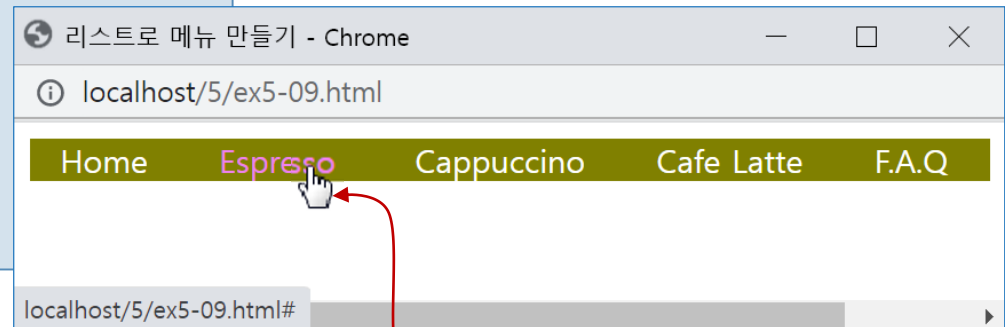 리스트로 메뉴 만들기 - Chrome
localhost/5/ex5-09.html
Home Espresso Cappuccino Cafe Latte F.A.Q
localhost/5/ex5-09.html#